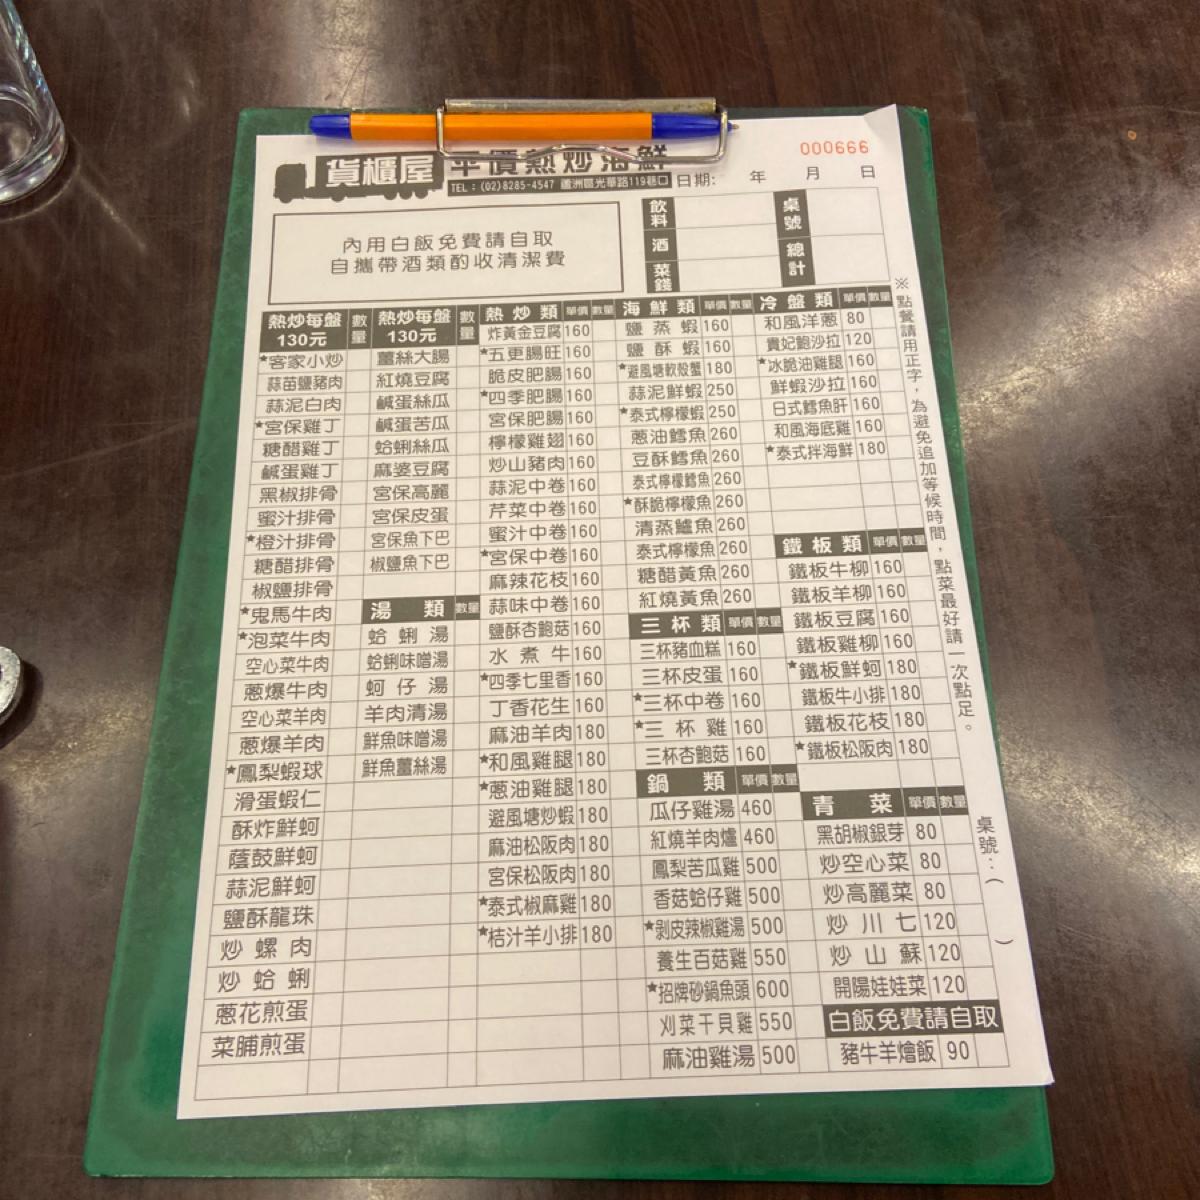 貨櫃屋 平價熱炒海鮮
000666
TEL:(02)8285-4547 蘆洲區光華路119巷口
日期: 年 月 日
內用白飯免費請自取
自攜帶酒類酌收清潔費
飲料
酒
菜錢
桌號
總計
熱炒每盤130元 數量
★客家小炒
蒜苗鹽豬肉
蒜泥白肉
★宮保雞丁
糖醋雞丁
鹹蛋雞丁
黑椒排骨
蜜汁排骨
★橙汁排骨
糖醋排骨
椒鹽排骨
★鬼馬牛肉
★泡菜牛肉
空心菜牛肉
蔥爆牛肉
空心菜羊肉
蔥爆羊肉
★鳳梨蝦球
滑蛋蝦仁
酥炸鮮蚵
蔭鼓鮮蚵
蒜泥鮮蚵
鹽酥龍珠
炒螺肉
炒蛤蜊
蔥花煎蛋
菜脯煎蛋
熱炒每盤130元 數量
薑絲大腸
紅燒豆腐
鹹蛋絲瓜
鹹蛋苦瓜
蛤蜊絲瓜
麻婆豆腐
宮保高麗
宮保皮蛋
宮保魚下巴
椒鹽魚下巴
湯類 數量
蛤蜊湯
蛤蜊味噌湯
蚵仔湯
羊肉清湯
鮮魚味噌湯
鮮魚薑絲湯
熱炒類 單價 數量
炸黃金豆腐 160
★五更腸旺 160
脆皮肥腸 160
★四季肥腸 160
宮保肥腸 160
檸檬雞翅 160
炒山豬肉 160
蒜泥中卷 160
芹菜中卷 160
蜜汁中卷 160
★宮保中卷 160
麻辣花枝 160
蒜味中卷 160
鹽酥杏鮑菇 160
水煮牛 160
★四季七里香 160
丁香花生 160
麻油羊肉 180
★和風雞腿 180
★蔥油雞腿 180
避風塘炒蝦 180
麻油松阪肉 180
宮保松阪肉 180
★泰式椒麻雞 180
★桔汁羊小排 180
海鮮類 單價 數量
鹽蒸蝦 160
鹽酥蝦 160
★避風塘軟殼蟹 180
蒜泥鮮蝦 250
★泰式檸檬蝦 250
蔥油鱈魚 260
豆酥鱈魚 260
泰式檸檬鱈魚 260
★酥脆檸檬魚 260
清蒸鱸魚 260
泰式檸檬魚 260
糖醋黃魚 260
紅燒黃魚 260
三杯類 單價 數量
三杯豬血糕 160
三杯皮蛋 160
★三杯中卷 160
★三杯雞 160
三杯杏鮑菇 160
鍋類 單價 數量
瓜仔雞湯 460
紅燒羊肉爐 460
鳳梨苦瓜雞 500
香菇蛤仔雞 500
★剝皮辣椒雞湯 500
養生百菇雞 550
★招牌砂鍋魚頭 600
刈菜干貝雞 550
麻油雞湯 500
冷盤類 單價 數量
和風洋蔥 80
貴妃鮑沙拉 120
★冰脆油雞腿 160
鮮蝦沙拉 160
日式鱈魚肝 160
和風海底雞 160
★泰式拌海鮮 180
鐵板類 單價 數量
鐵板牛柳 160
鐵板羊柳 160
鐵板豆腐 160
鐵板雞柳 160
★鐵板鮮蚵 180
鐵板牛小排 180
鐵板花枝 180
★鐵板松阪肉 180
青菜 單價 數量
黑胡椒銀芽 80
炒空心菜 80
炒高麗菜 80
炒川七 120
炒山蘇 120
開陽娃娃菜 120
白飯免費請自取
豬牛羊燴飯 90
※點餐請用正字，為避免追加等候時間，點菜最好請一次點足。
桌號:( )